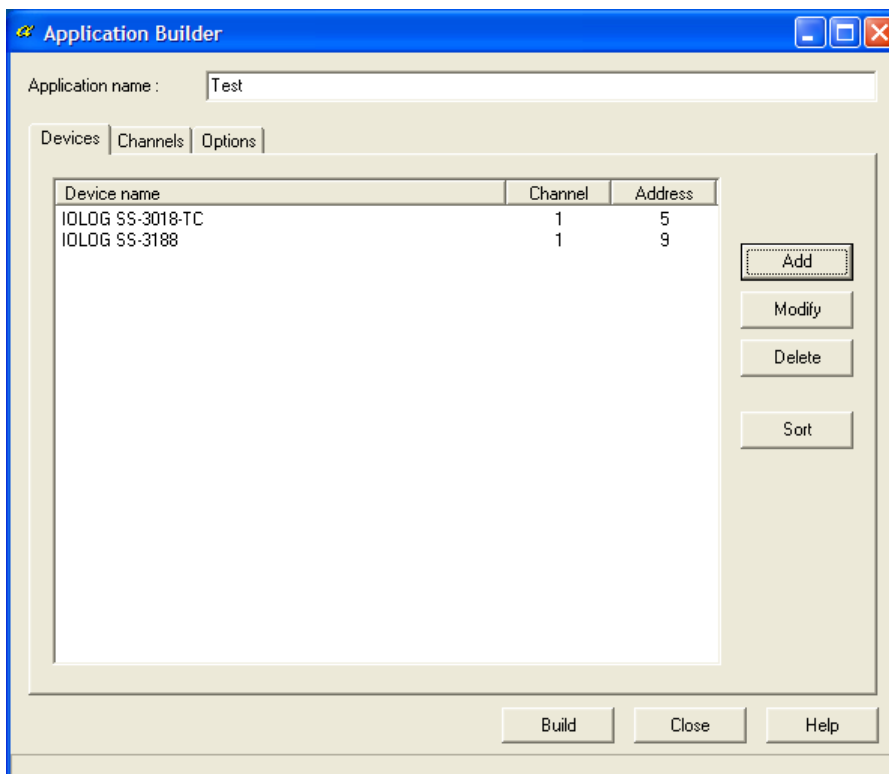 Application Builder
Application name : Test
Devices Channels Options
Device name Channel Address
IOLOG SS-3018-TC 1 5
IOLOG SS-3188 1 9
Add
Modify
Delete
Sort
Build Close Help